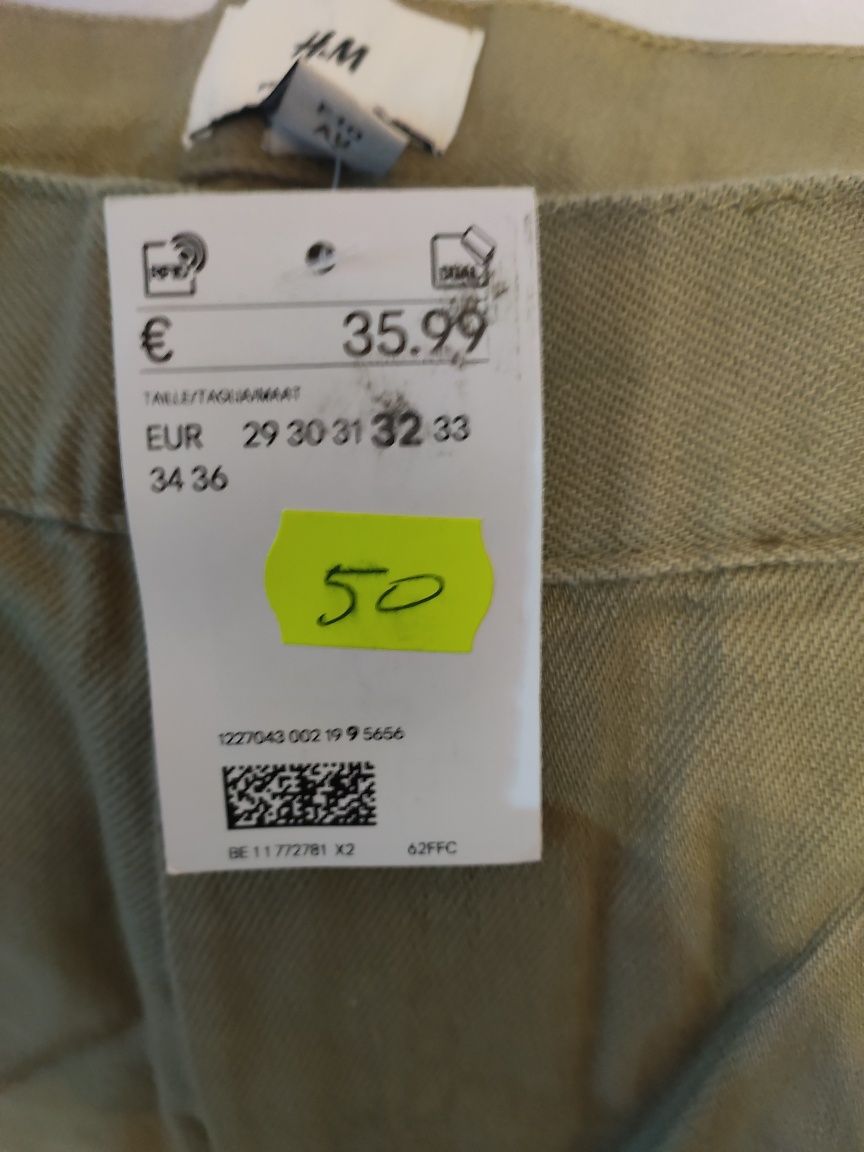 H&M
RFID
€ 35.99
TAILLE/TAGLIA/MAAT
EUR 29 30 31 32 33
34 36
50
1227043 002 19 9 5656
BE 11 772781 X2 62FFC